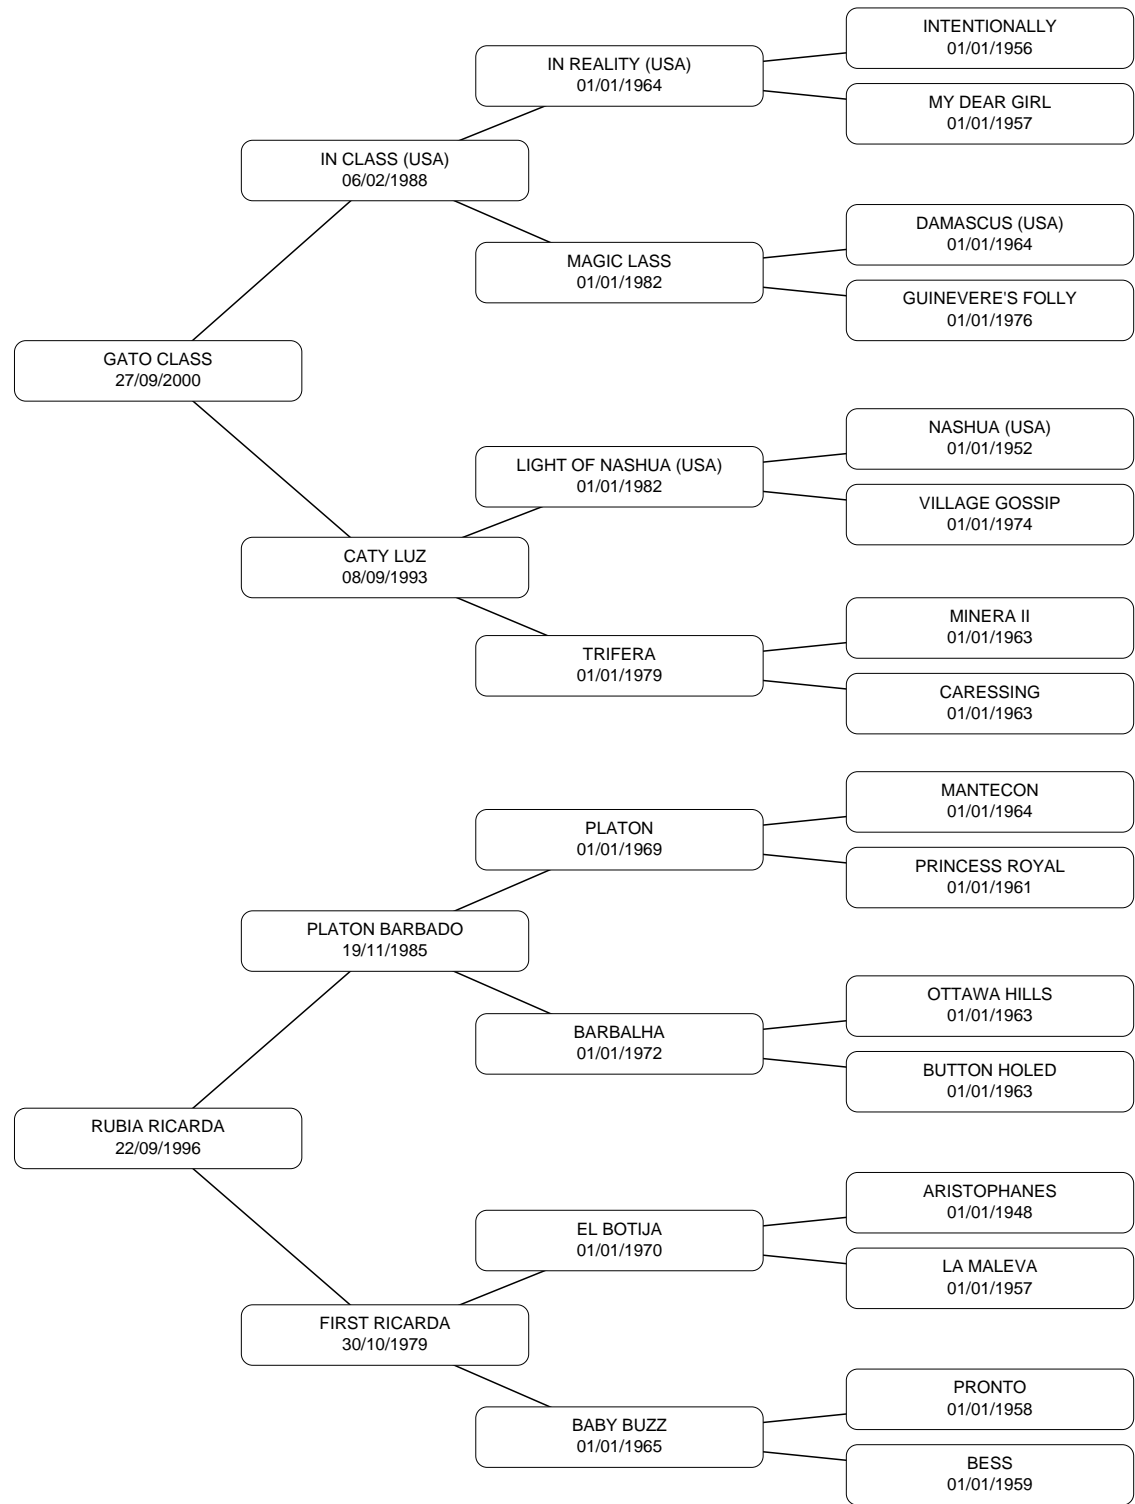 INTENTIONALLY
01/01/1956
IN REALITY (USA)
01/01/1964
MY DEAR GIRL
01/01/1957
IN CLASS (USA)
06/02/1988
DAMASCUS (USA)
01/01/1964
MAGIC LASS
01/01/1982
GUINEVERE'S FOLLY
01/01/1976
GATO CLASS
27/09/2000
NASHUA (USA)
01/01/1952
LIGHT OF NASHUA (USA)
01/01/1982
VILLAGE GOSSIP
01/01/1974
CATY LUZ
08/09/1993
MINERA II
01/01/1963
TRIFERA
01/01/1979
CARESSING
01/01/1963
MANTECON
01/01/1964
PLATON
01/01/1969
PRINCESS ROYAL
01/01/1961
PLATON BARBADO
19/11/1985
OTTAWA HILLS
01/01/1963
BARBALHA
01/01/1972
BUTTON HOLED
01/01/1963
RUBIA RICARDA
22/09/1996
ARISTOPHANES
01/01/1948
EL BOTIJA
01/01/1970
LA MALEVA
01/01/1957
FIRST RICARDA
30/10/1979
PRONTO
01/01/1958
BABY BUZZ
01/01/1965
BESS
01/01/1959